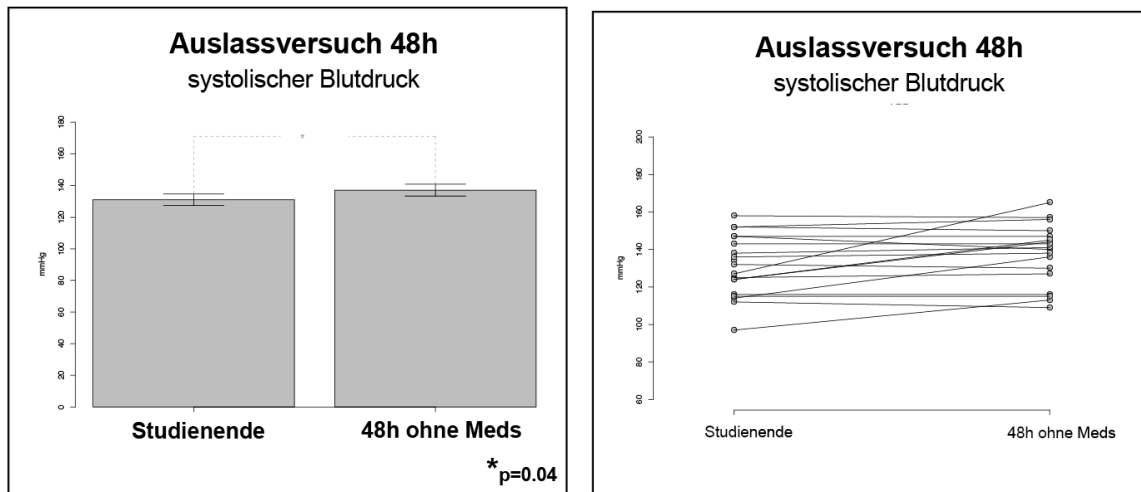 Auslassversuch 48h
systolischer Blutdruck
180
160
140
120
100
80
60
40
20
0
mmHg
*
Studienende
48h ohne Meds
*p=0.04
Auslassversuch 48h
systolischer Blutdruck
200
180
160
140
120
100
80
60
mmHg
Studienende
48h ohne Meds